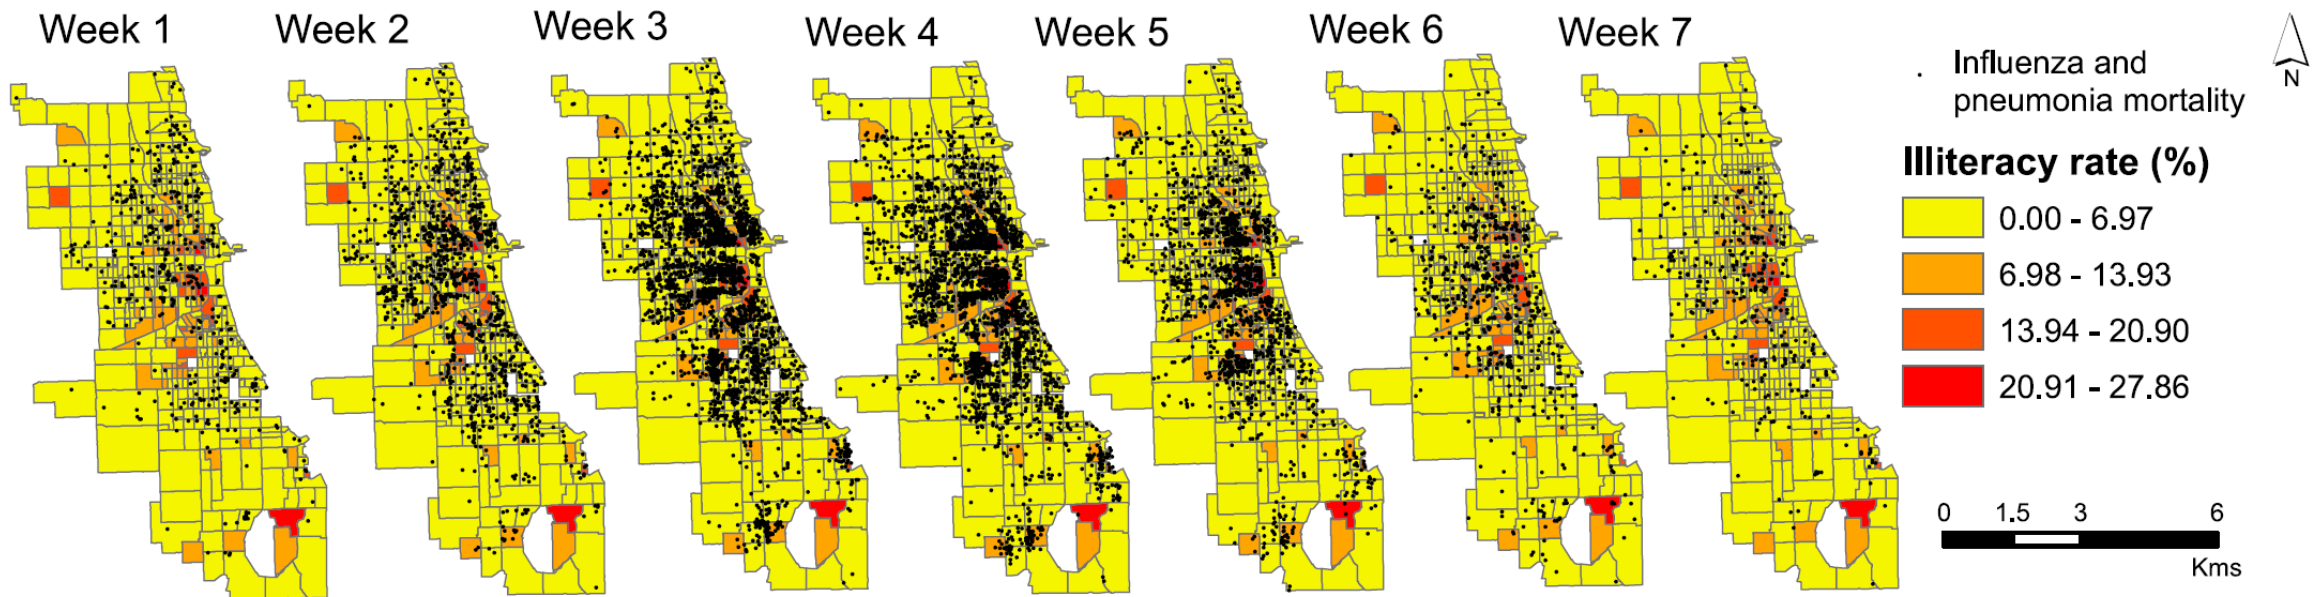 Week 1
Week 2
Week 3
Week 4
Week 5
Week 6
Week 7
Influenza and
pneumonia mortality
N
Illiteracy rate (%)
0.00 - 6.97
6.98 - 13.93
13.94 - 20.90
20.91 - 27.86
0 1.5 3 6
Kms